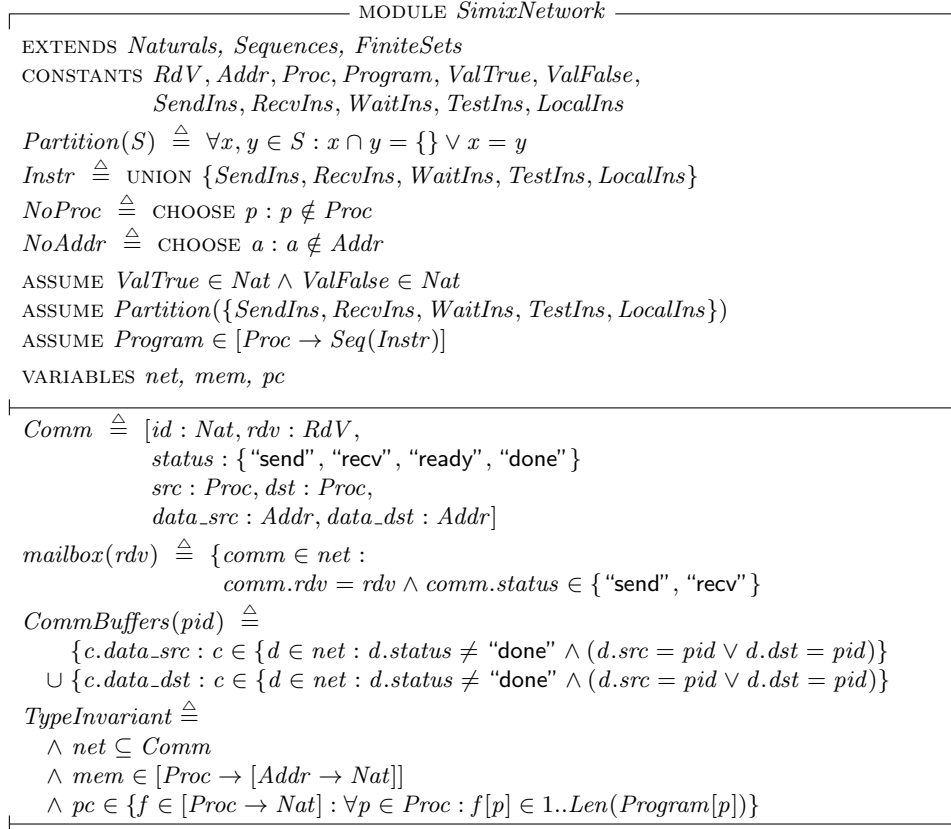 MODULE SimixNetwork
EXTENDS Naturals, Sequences, FiniteSets
CONSTANTS RdV, Addr, Proc, Program, ValTrue, ValFalse,
SendIns, RecvIns, WaitIns, TestIns, LocalIns
Partition(S) ≜ ∀x, y ∈ S : x ∩ y = {} ∨ x = y
Instr ≜ UNION {SendIns, RecvIns, WaitIns, TestIns, LocalIns}
NoProc ≜ CHOOSE p : p ∉ Proc
NoAddr ≜ CHOOSE a : a ∉ Addr
ASSUME ValTrue ∈ Nat ∧ ValFalse ∈ Nat
ASSUME Partition({SendIns, RecvIns, WaitIns, TestIns, LocalIns})
ASSUME Program ∈ [Proc → Seq(Instr)]
VARIABLES net, mem, pc
Comm ≜ [id : Nat, rdv : RdV,
status : {“send”, “recv”, “ready”, “done”}
src : Proc, dst : Proc,
data_src : Addr, data_dst : Addr]
mailbox(rdv) ≜ {comm ∈ net :
comm.rdv = rdv ∧ comm.status ∈ {“send”, “recv”}
CommBuffers(pid) ≜
{c.data_src : c ∈ {d ∈ net : d.status ≠ “done” ∧ (d.src = pid ∨ d.dst = pid)}
∪ {c.data_dst : c ∈ {d ∈ net : d.status ≠ “done” ∧ (d.src = pid ∨ d.dst = pid)}
TypeInvariant ≜
∧ net ⊆ Comm
∧ mem ∈ [Proc → [Addr → Nat]]
∧ pc ∈ {f ∈ [Proc → Nat] : ∀p ∈ Proc : f[p] ∈ 1..Len(Program[p])}